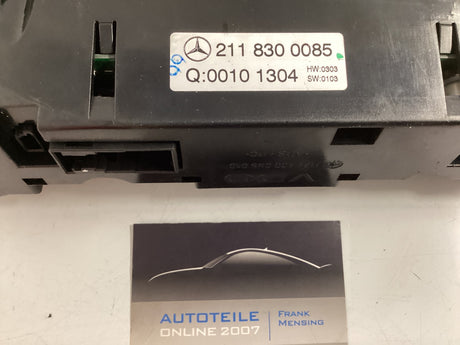 211 830 0085
Q:0010 1304
HW:0303
SW:0103
AUTOTEILE
ONLINE 2007
FRANK
MENSING